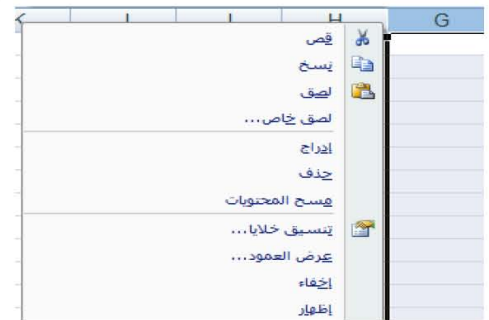 G H I J K
قص
نسخ
لصق
لصق خاص...
إدراج
حذف
مسح المحتويات
تنسيق خلايا...
عرض العمود...
إخفاء
إظهار